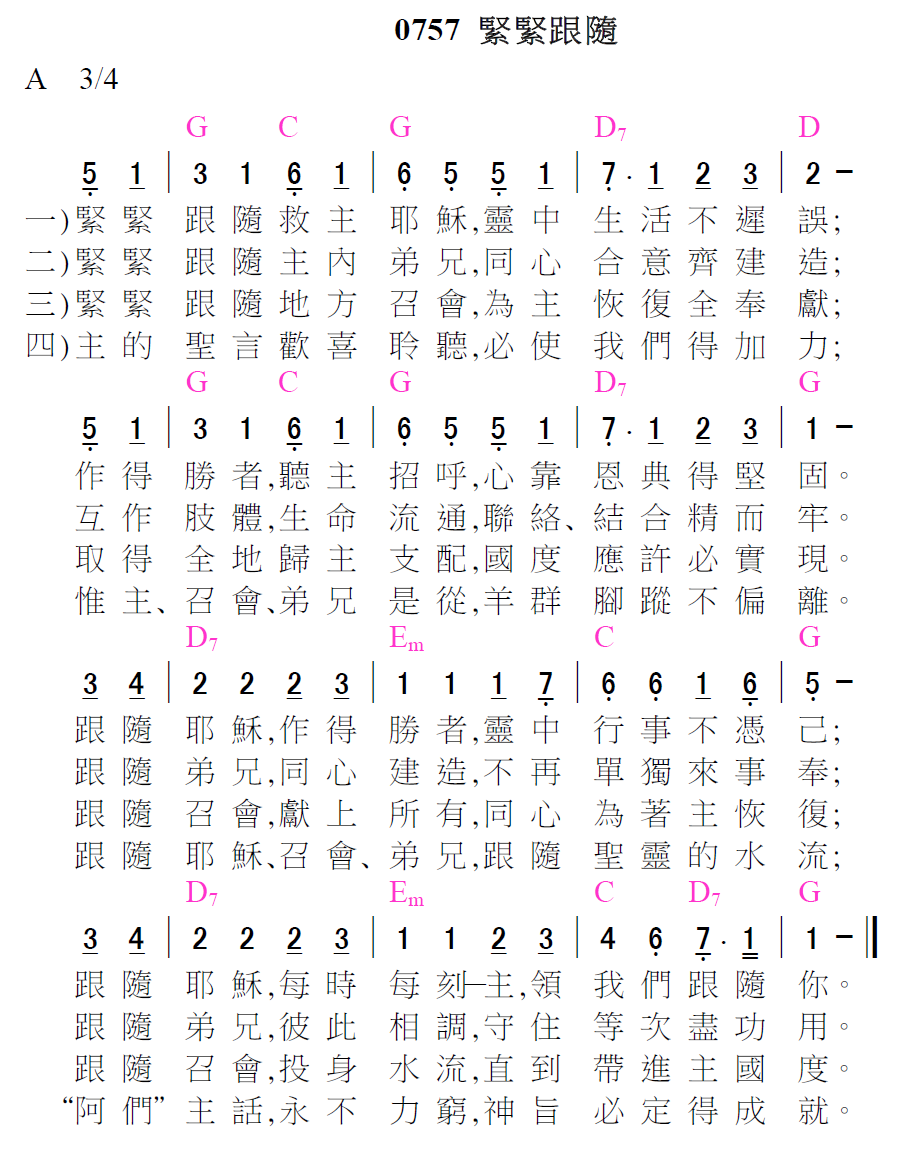 0757 緊緊跟隨
A 3/4
G C G D7 D
5̣ 1 | 3 1 6̣ 1 | 6̣ 5̣ 5̣ 1 | 7̣ · 1 2 3 | 2 –
一)緊緊跟隨救主耶穌,靈中生活不遲誤;
二)緊緊跟隨主內弟兄,同心合意齊建造;
三)緊緊跟隨地方召會,為主恢復全奉獻;
四)主的聖言歡喜聆聽,必使我們得加力;
G C G D7 G
5̣ 1 | 3 1 6̣ 1 | 6̣ 5̣ 5̣ 1 | 7̣ · 1 2 3 | 1 –
作得勝者,聽主招呼,心靠恩典得堅固。
互作肢體,生命流通,聯絡、結合精而牢。
取得全地歸主支配,國度應許必實現。
惟主、召會、弟兄是從,羊群腳蹤不偏離。
D7 Em C G
3 4 | 2 2 2 3 | 1 1 1 7̣ | 6̣ 6̣ 1 6̣ | 5̣ –
跟隨耶穌,作得勝者,靈中行事不憑己;
跟隨弟兄,同心建造,不再單獨來事奉;
跟隨召會,獻上所有,同心為著主恢復;
跟隨耶穌、召會、弟兄,跟隨聖靈的水流;
D7 Em C D7 G
3 4 | 2 2 2 3 | 1 1 2 3 | 4 6̣ 7̣ · 1 | 1 –
跟隨耶穌,每時每刻─主,領我們跟隨你。
跟隨弟兄,彼此相調,守住等次盡功用。
跟隨召會,投身水流,直到帶進主國度。
“阿們”主話,永不力窮,神旨必定得成就。